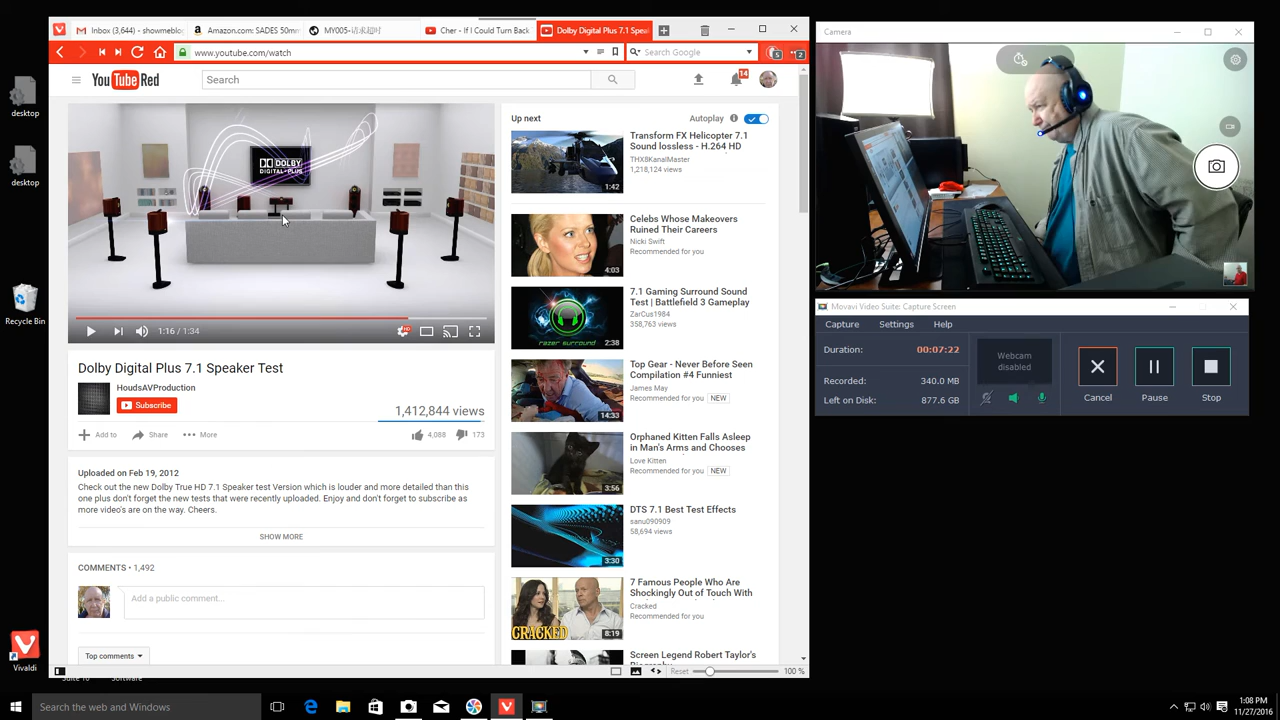 Inbox (3,644) - showmeblog
Amazon.com: SADES 50mm
MY005-请求超时
Cher - If I Could Turn Back
Dolby Digital Plus 7.1 Spea
www.youtube.com/watch
Search Google
5
2
YouTube Red
Search
14
DOLBY
DIGITAL PLUS
1:16 / 1:34
HD
Dolby Digital Plus 7.1 Speaker Test
HoudsAVProduction
Subscribe
1,412,844 views
Add to
Share
More
4,088
173
Uploaded on Feb 19, 2012
Check out the new Dolby True HD 7.1 Speaker test Version which is louder and more detailed than this
one plus don't forget the new tests that were recently uploaded. Enjoy and don't forget to subscribe as
more video's are on the way. Cheers.
SHOW MORE
COMMENTS • 1,492
Add a public comment...
Top comments
Up next
Autoplay
Transform FX Helicopter 7.1
Sound lossless - H.264 HD
THX8KanalMaster
1,218,124 views
1:42
Celebs Whose Makeovers
Ruined Their Careers
Nicki Swift
Recommended for you
4:03
7.1 Gaming Surround Sound
Test | Battlefield 3 Gameplay
ZarCus1984.
358,763 views
razer surround
2:38
Top Gear - Never Before Seen
Compilation #4 Funniest
James May
Recommended for you NEW
14:33
Orphaned Kitten Falls Asleep
in Man's Arms and Chooses
Love Kitten
Recommended for you NEW
3:56
DTS 7.1 Best Test Effects
sanu090909
58,694 views
3:30
7 Famous People Who Are
Shockingly Out of Touch With
Cracked
Recommended for you
CRACKED
8:19
Screen Legend Robert Taylor's
Reset
100 %
Camera
Movavi Video Suite: Capture Screen
Capture
Settings
Help
Duration:
00:07:22
Recorded:
340.0 MB
Left on Disk:
877.6 GB
Webcam
disabled
Cancel
Pause
Stop
desktop
desktop
Recycle Bin
Vivaldi
Search the web and Windows
1:08 PM
11/27/2016